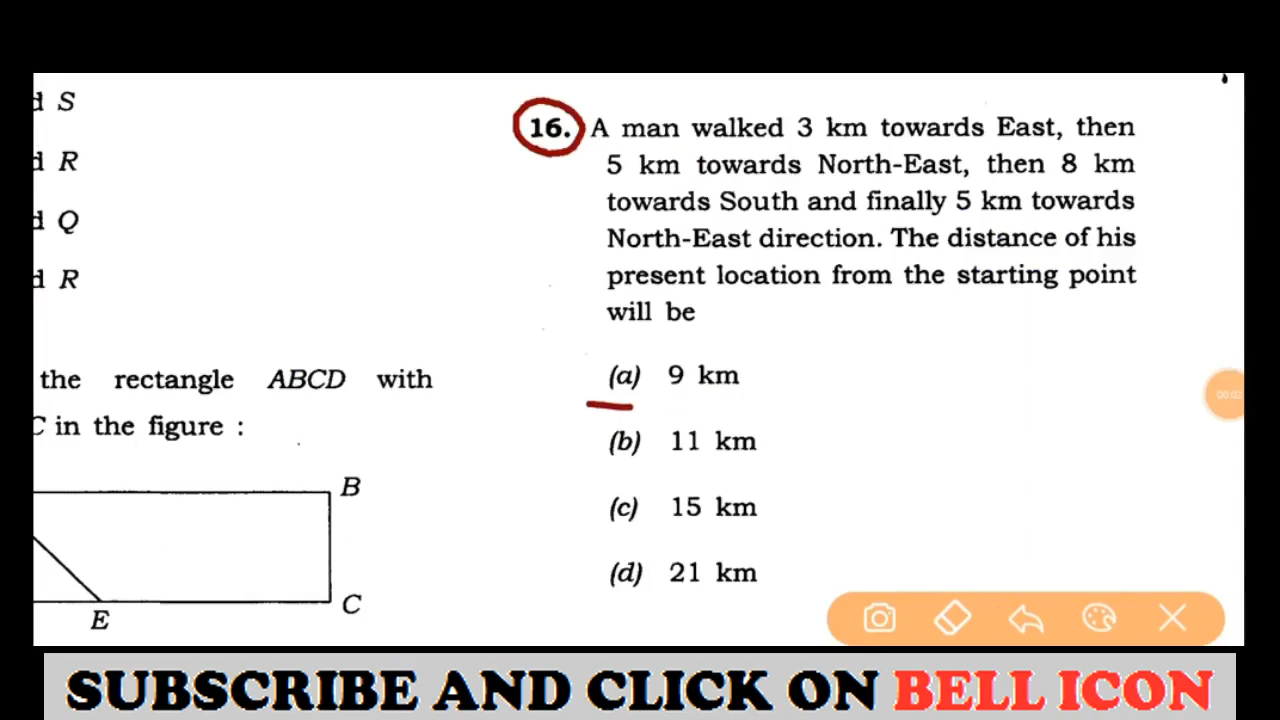 d S
d R
d Q
d R
the rectangle ABCD with
C in the figure :
B
C
E
16. A man walked 3 km towards East, then
5 km towards North-East, then 8 km
towards South and finally 5 km towards
North-East direction. The distance of his
present location from the starting point
will be
(a) 9 km
(b) 11 km
(c) 15 km
(d) 21 km
00:02
SUBSCRIBE AND CLICK ON BELL ICON